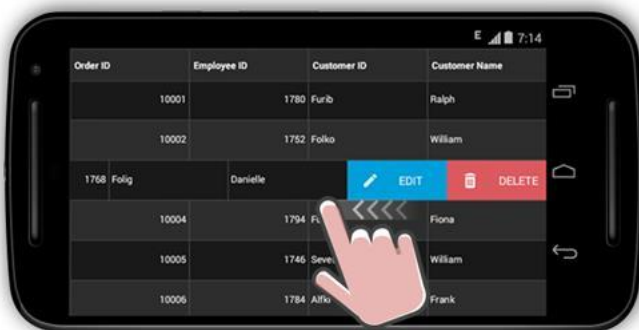 E 7:14
Order ID Employee ID Customer ID Customer Name
10001 1780 Furib Ralph
10002 1752 Folko William
1768 Folig Danielle EDIT DELETE
10004 1794 Fiona
10005 1746 William
10006 1784 Alfki Frank